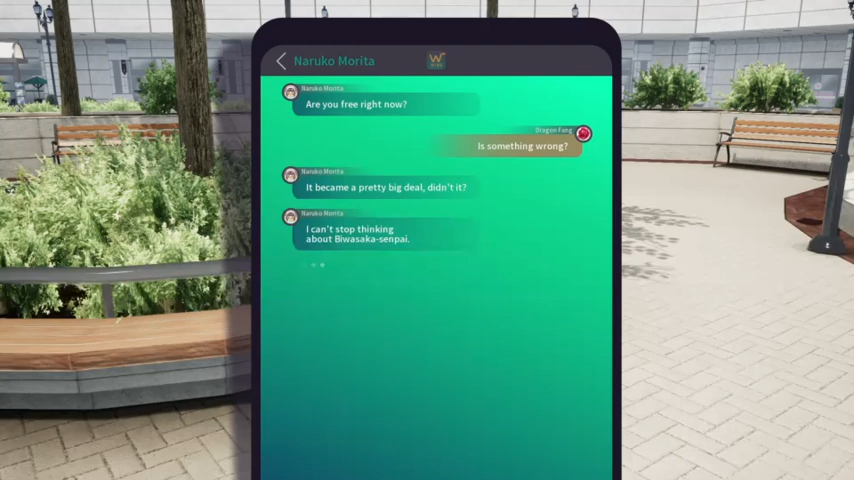 Naruko Morita
W
Naruko Morita
Are you free right now?
Dragon Fang
Is something wrong?
Naruko Morita
It became a pretty big deal, didn't it?
Naruko Morita
I can't stop thinking
about Biwasaka-senpai.